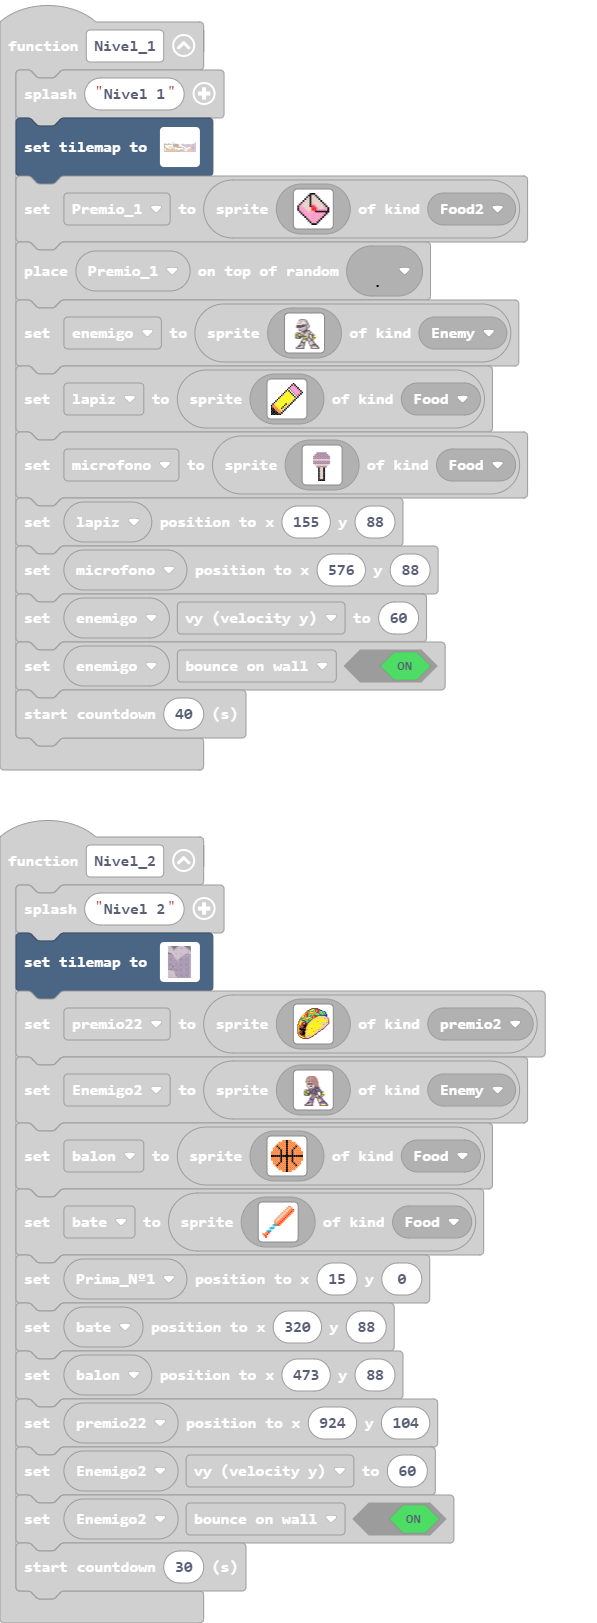 function Nivel_1
splash "Nivel 1"
set tilemap to
set Premio_1 to sprite of kind Food2
place Premio_1 on top of random .
set enemigo to sprite of kind Enemy
set lapiz to sprite of kind Food
set microfono to sprite of kind Food
set lapiz position to x 155 y 88
set microfono position to x 576 y 88
set enemigo vy (velocity y) to 60
set enemigo bounce on wall ON
start countdown 40 (s)
function Nivel_2
splash "Nivel 2"
set tilemap to
set premio22 to sprite of kind premio2
set Enemigo2 to sprite of kind Enemy
set balon to sprite of kind Food
set bate to sprite of kind Food
set Prima_Nº1 position to x 15 y 0
set bate position to x 320 y 88
set balon position to x 473 y 88
set premio22 position to x 924 y 104
set Enemigo2 vy (velocity y) to 60
set Enemigo2 bounce on wall ON
start countdown 30 (s)